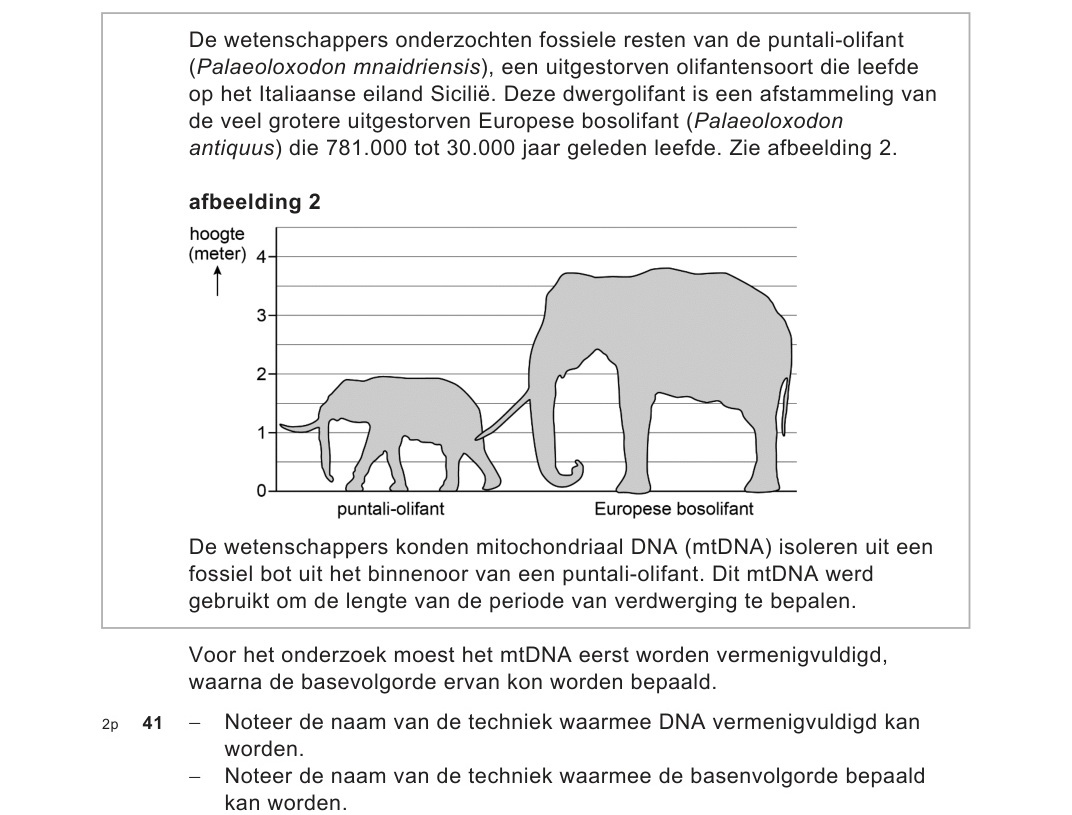 De wetenschappers onderzochten fossiele resten van de puntali-olifant
(Palaeoloxodon mnaidriensis), een uitgestorven olifantensoort die leefde
op het Italiaanse eiland Sicilië. Deze dwergolifant is een afstammeling van
de veel grotere uitgestorven Europese bosolifant (Palaeoloxodon
antiquus) die 781.000 tot 30.000 jaar geleden leefde. Zie afbeelding 2.
afbeelding 2
hoogte
(meter)
4
3
2
1
0
puntali-olifant
Europese bosolifant
De wetenschappers konden mitochondriaal DNA (mtDNA) isoleren uit een
fossiel bot uit het binnenoor van een puntali-olifant. Dit mtDNA werd
gebruikt om de lengte van de periode van verdwerging te bepalen.
Voor het onderzoek moest het mtDNA eerst worden vermenigvuldigd,
waarna de basevolgorde ervan kon worden bepaald.
2p 41 – Noteer de naam van de techniek waarmee DNA vermenigvuldigd kan
worden.
– Noteer de naam van de techniek waarmee de basenvolgorde bepaald
kan worden.